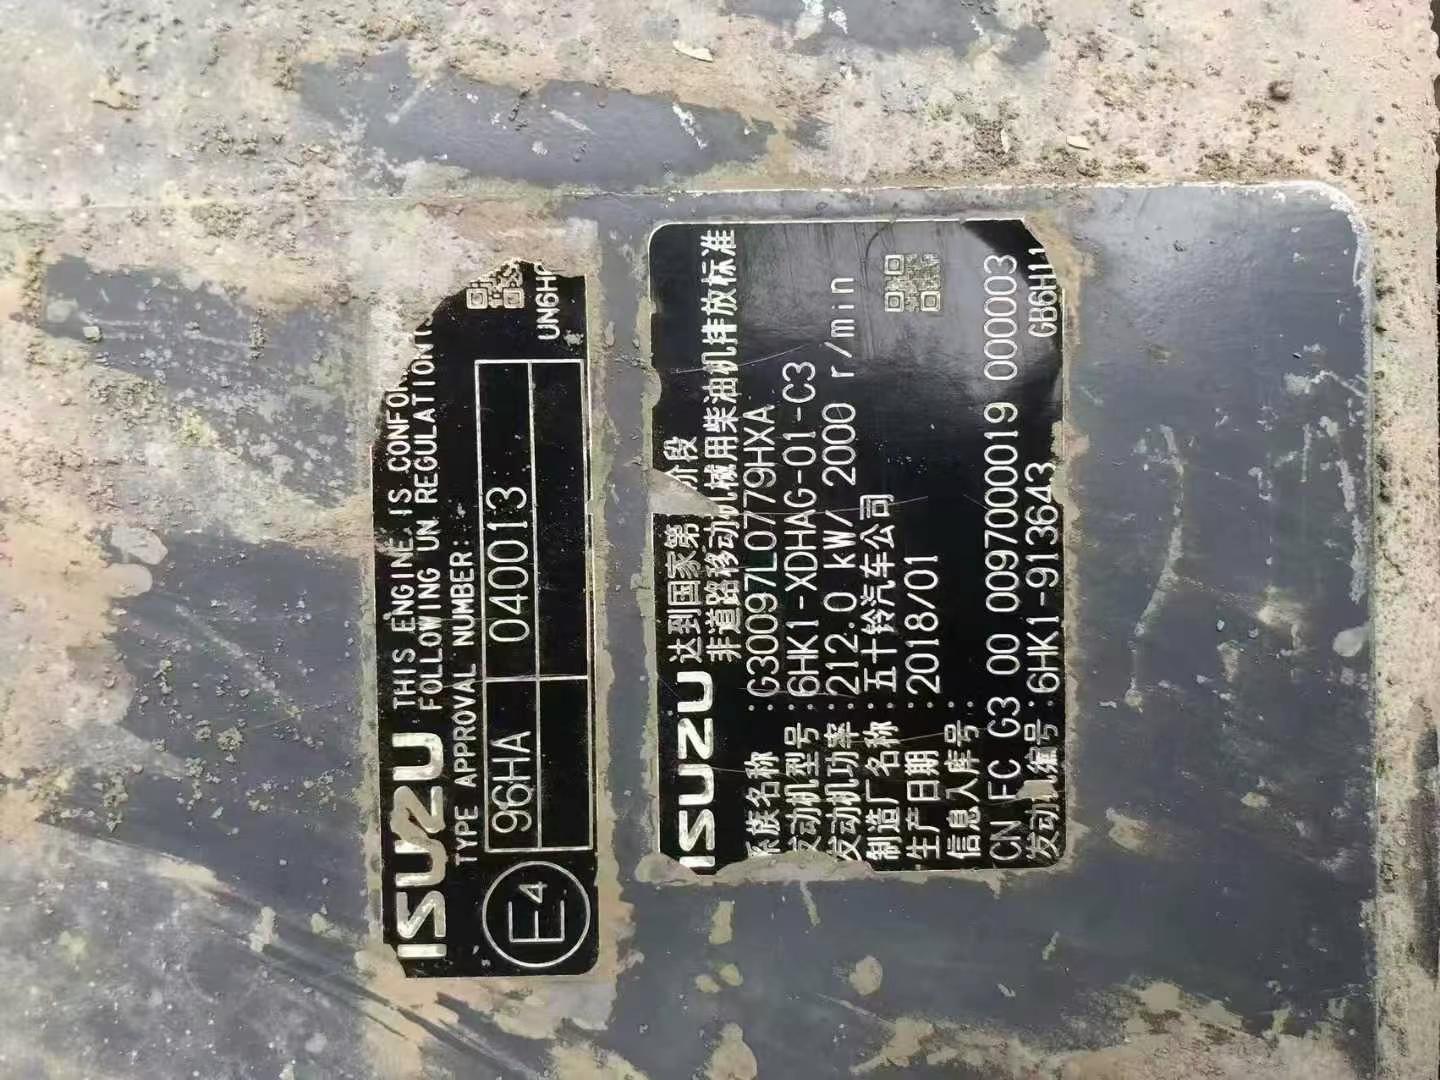 ISUZU
THIS ENGINE IS CONFOR
FOLLOWING UN REGULATION
TYPE APPROVAL NUMBER:
E4
96HA 040013
UN6H
ISUZU
达到国家第 阶段
非道路移动机械用柴油机排放标准
系族名称 :G30097L0779HXA
发动机型号:6HK1-XDHAG-01-C3
发动机功率:212.0 kW/ 2000 r/min
制造厂名称:五十铃汽车公司
生产日期 :2018/01
信息入库号:
CN FC G3 00 0097000019 000003
发动机编号:6HK1-913643
GB6H11